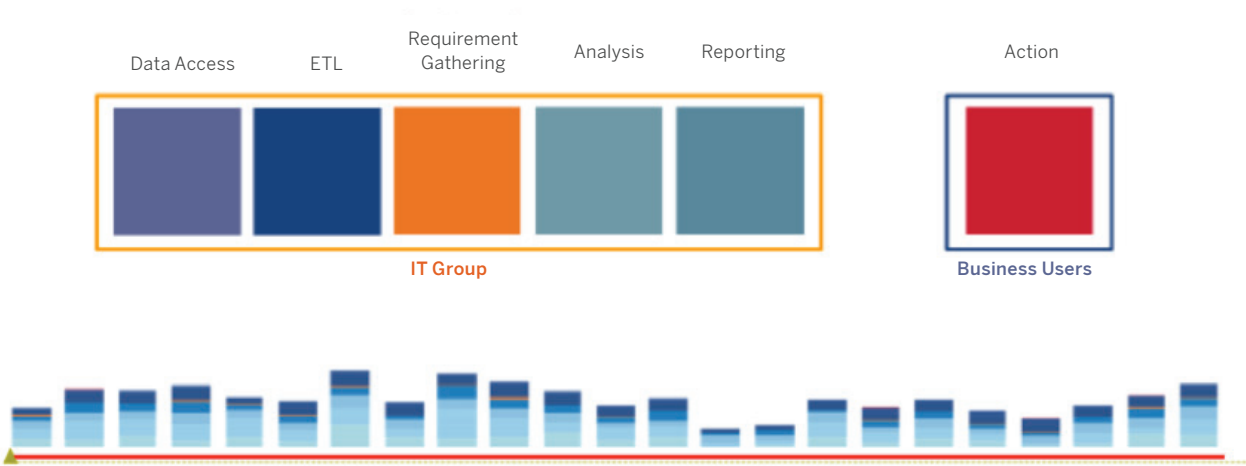 Data Access
ETL
Requirement
Gathering
Analysis
Reporting
Action
IT Group
Business Users